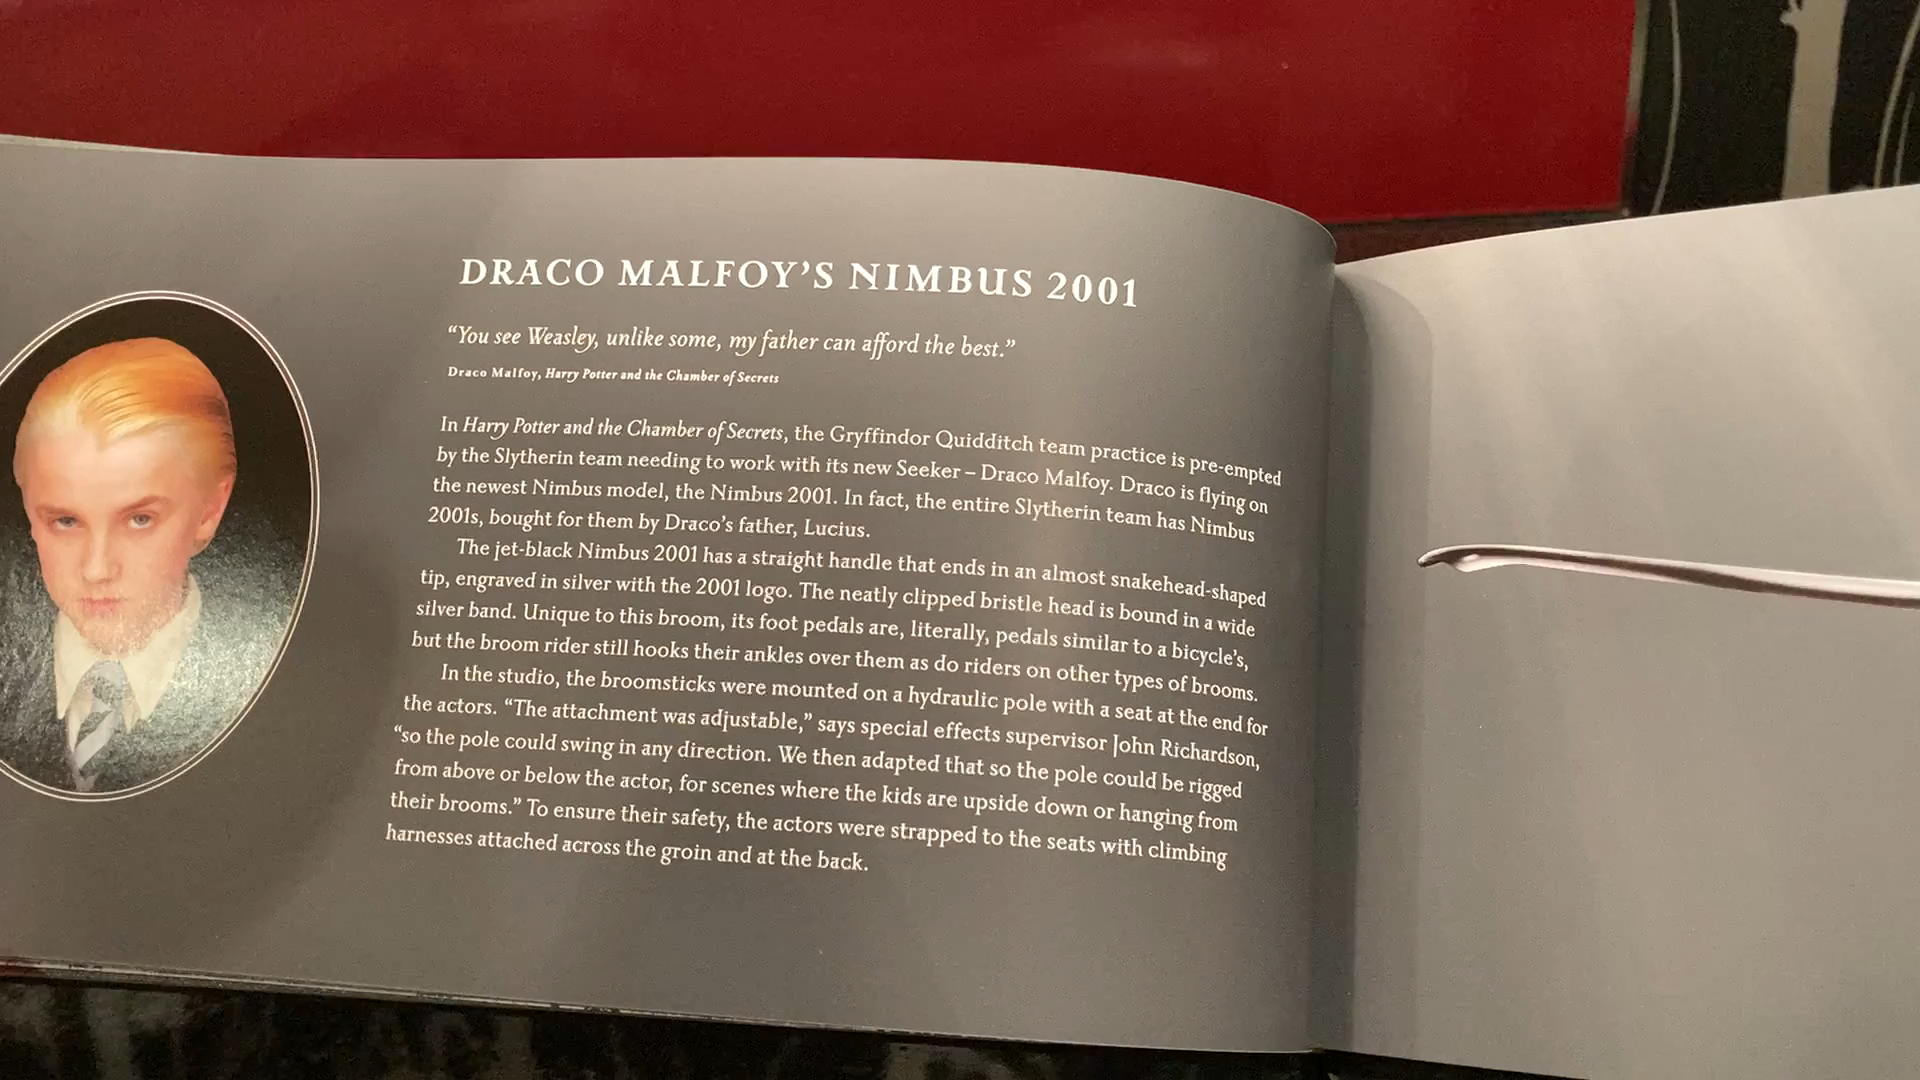 DRACO MALFOY’S NIMBUS 2001
“You see Weasley, unlike some, my father can afford the best.”
Draco Malfoy, Harry Potter and the Chamber of Secrets
In Harry Potter and the Chamber of Secrets, the Gryffindor Quidditch team practice is pre-empted
by the Slytherin team needing to work with its new Seeker – Draco Malfoy. Draco is flying on
the newest Nimbus model, the Nimbus 2001. In fact, the entire Slytherin team has Nimbus
2001s, bought for them by Draco’s father, Lucius.
The jet-black Nimbus 2001 has a straight handle that ends in an almost snakehead-shaped
tip, engraved in silver with the 2001 logo. The neatly clipped bristle head is bound in a wide
silver band. Unique to this broom, its foot pedals are, literally, pedals similar to a bicycle’s,
but the broom rider still hooks their ankles over them as do riders on other types of brooms.
In the studio, the broomsticks were mounted on a hydraulic pole with a seat at the end for
the actors. “The attachment was adjustable,” says special effects supervisor John Richardson,
“so the pole could swing in any direction. We then adapted that so the pole could be rigged
from above or below the actor, for scenes where the kids are upside down or hanging from
their brooms.” To ensure their safety, the actors were strapped to the seats with climbing
harnesses attached across the groin and at the back.